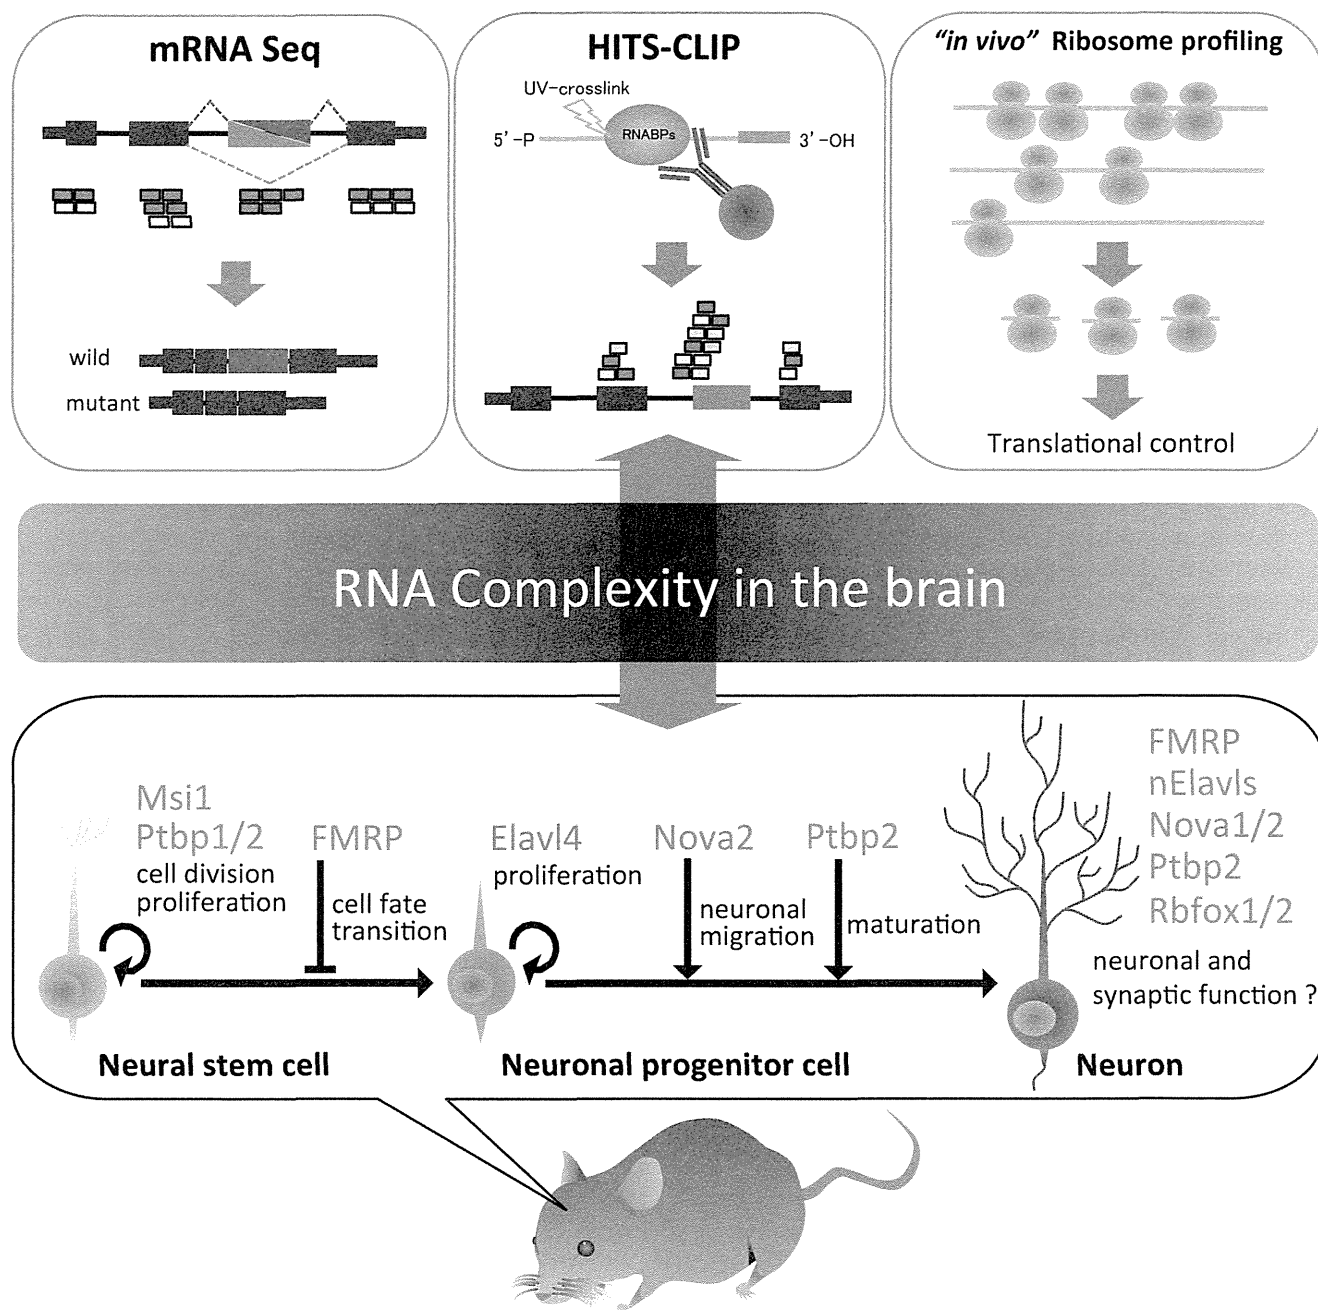 mRNA Seq
wild
mutant
HITS-CLIP
UV-crosslink
RNABPs
5' -P
3' -OH
"in vivo" Ribosome profiling
Translational control
RNA Complexity in the brain
Msi1
Ptbp1/2
cell division
proliferation
FMRP
cell fate
transition
Elavl4
proliferation
Nova2
neuronal
migration
Ptbp2
maturation
FMRP
nElavls
Nova1/2
Ptbp2
Rbfox1/2
neuronal and
synaptic function ?
Neural stem cell
Neuronal progenitor cell
Neuron